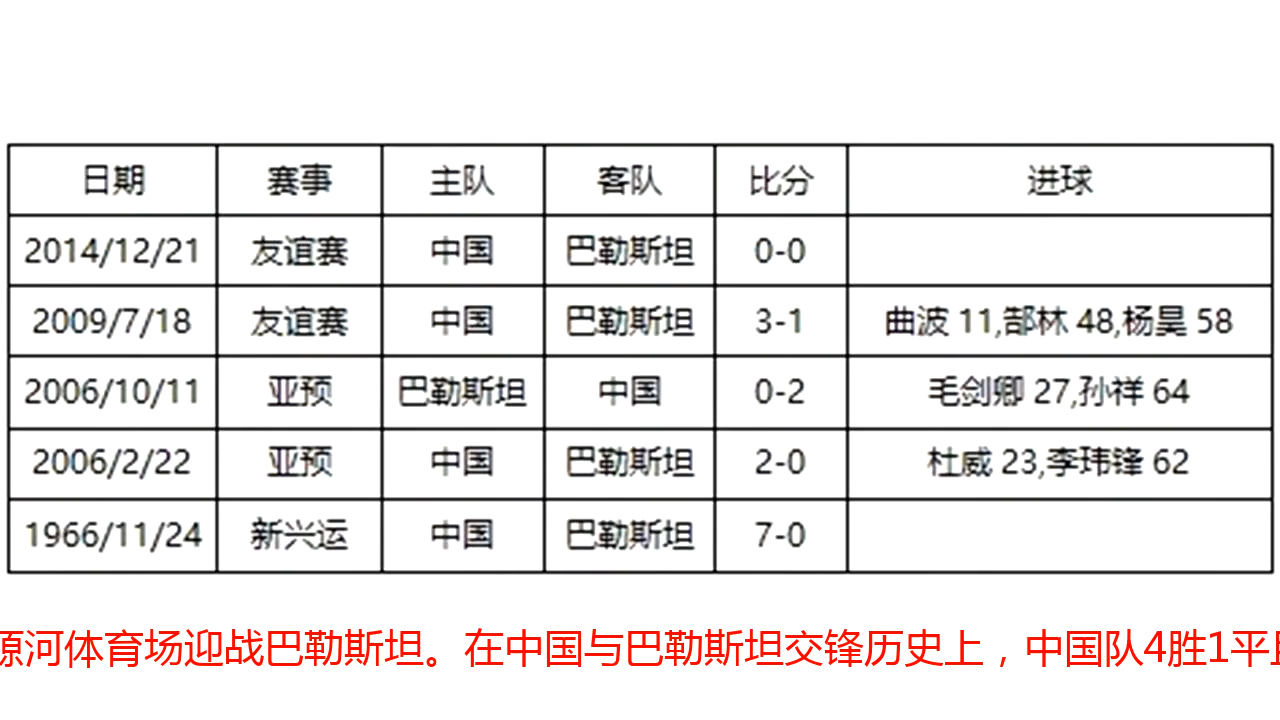 日期 赛事 主队 客队 比分 进球
2014/12/21 友谊赛 中国 巴勒斯坦 0-0
2009/7/18 友谊赛 中国 巴勒斯坦 3-1 曲波 11,郜林 48,杨昊 58
2006/10/11 亚预 巴勒斯坦 中国 0-2 毛剑卿 27,孙祥 64
2006/2/22 亚预 中国 巴勒斯坦 2-0 杜威 23,李玮锋 62
1966/11/24 新兴运 中国 巴勒斯坦 7-0
源河体育场迎战巴勒斯坦。在中国与巴勒斯坦交锋历史上，中国队4胜1平且